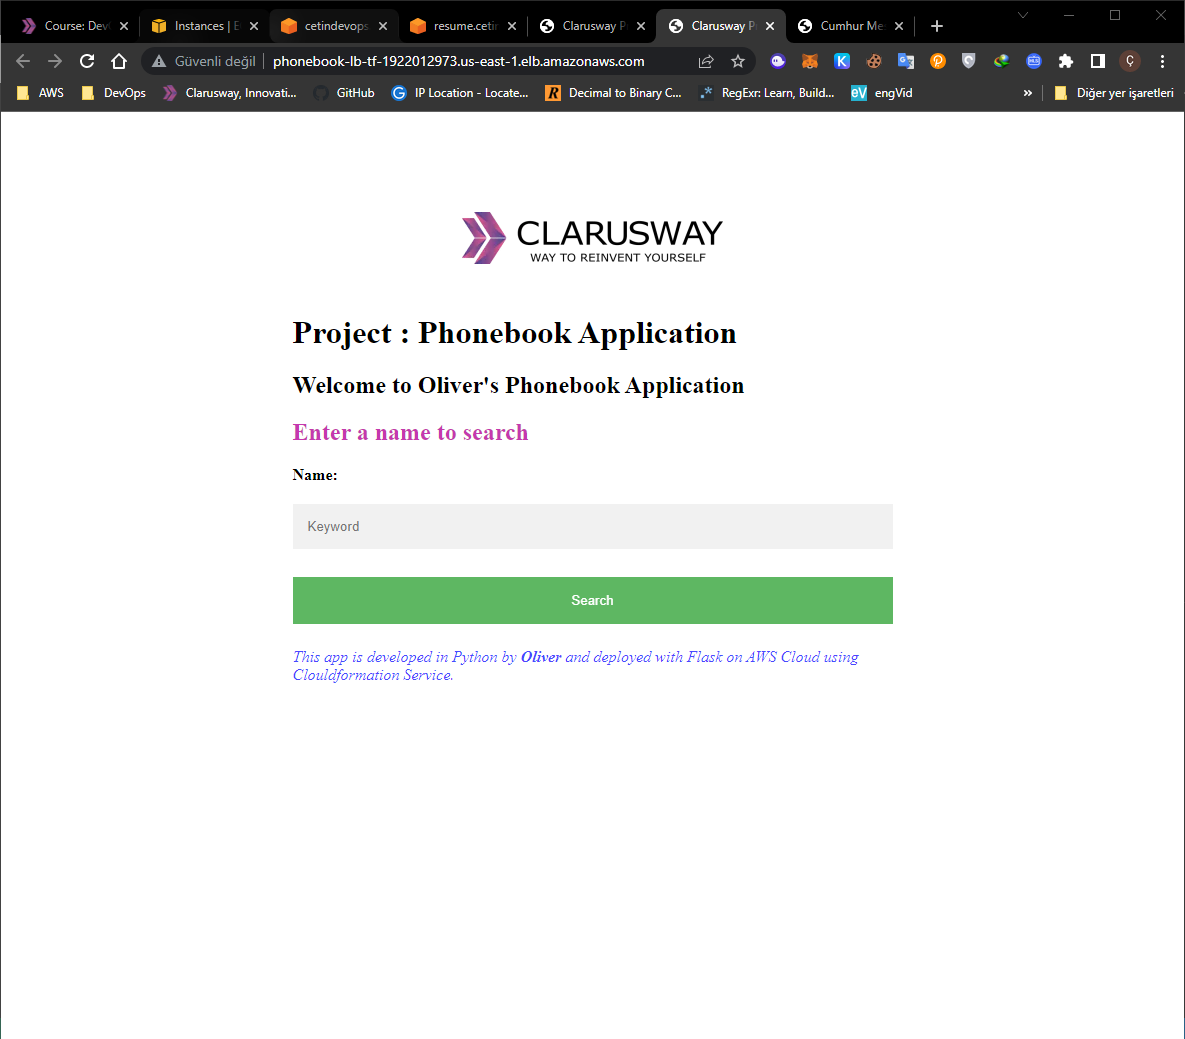 Course: Dev
Instances | E
cetindevops.
resume.cetin
Clarusway P
Clarusway P
Cumhur Me
Güvenli değil
phonebook-lb-tf-1922012973.us-east-1.elb.amazonaws.com
Ç
AWS
DevOps
Clarusway, Innovati...
GitHub
IP Location - Locate...
Decimal to Binary C...
RegExr: Learn, Build...
eV
engVid
»
Diğer yer işaretleri
CLARUSWAY
WAY TO REINVENT YOURSELF
Project : Phonebook Application
Welcome to Oliver's Phonebook Application
Enter a name to search
Name:
Keyword
Search
This app is developed in Python by Oliver and deployed with Flask on AWS Cloud using
Clouldformation Service.